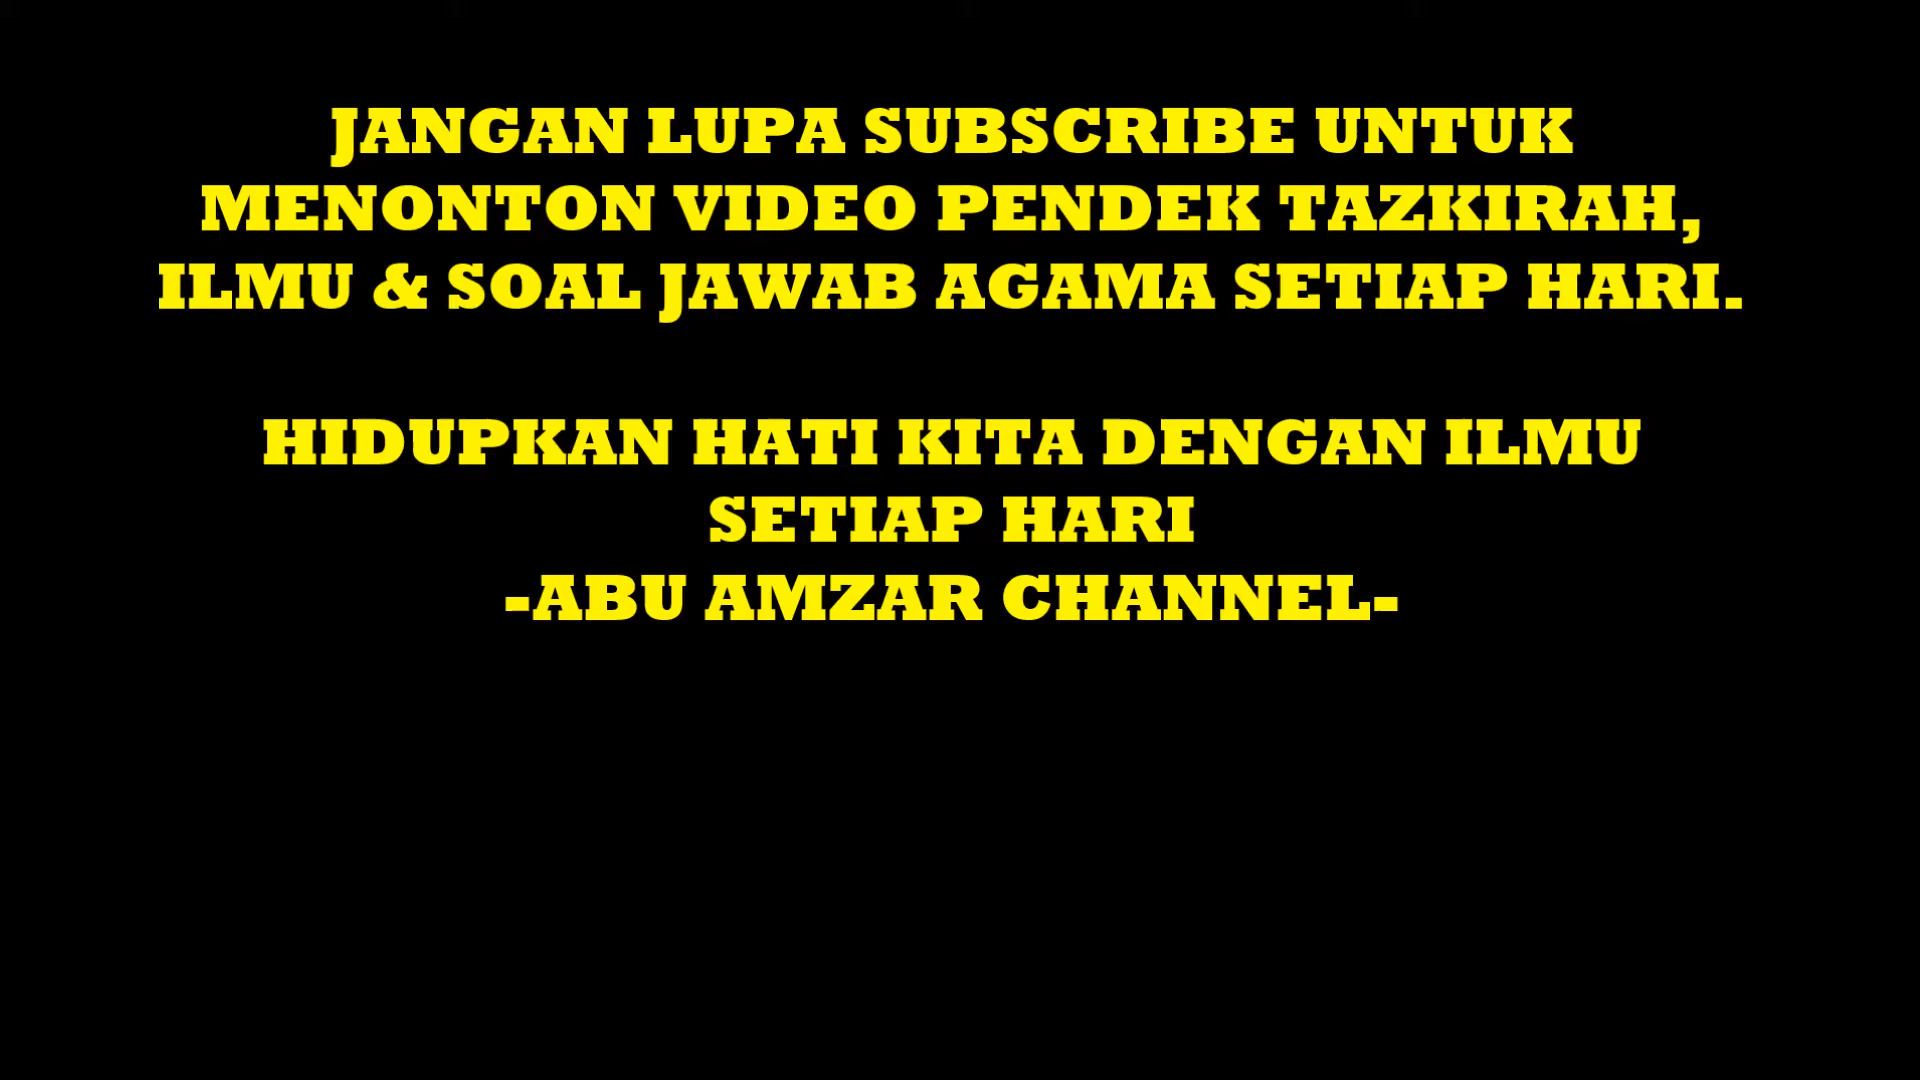 JANGAN LUPA SUBSCRIBE UNTUK
MENONTON VIDEO PENDEK TAZKIRAH,
ILMU & SOAL JAWAB AGAMA SETIAP HARI.
HIDUPKAN HATI KITA DENGAN ILMU
SETIAP HARI
-ABU AMZAR CHANNEL-